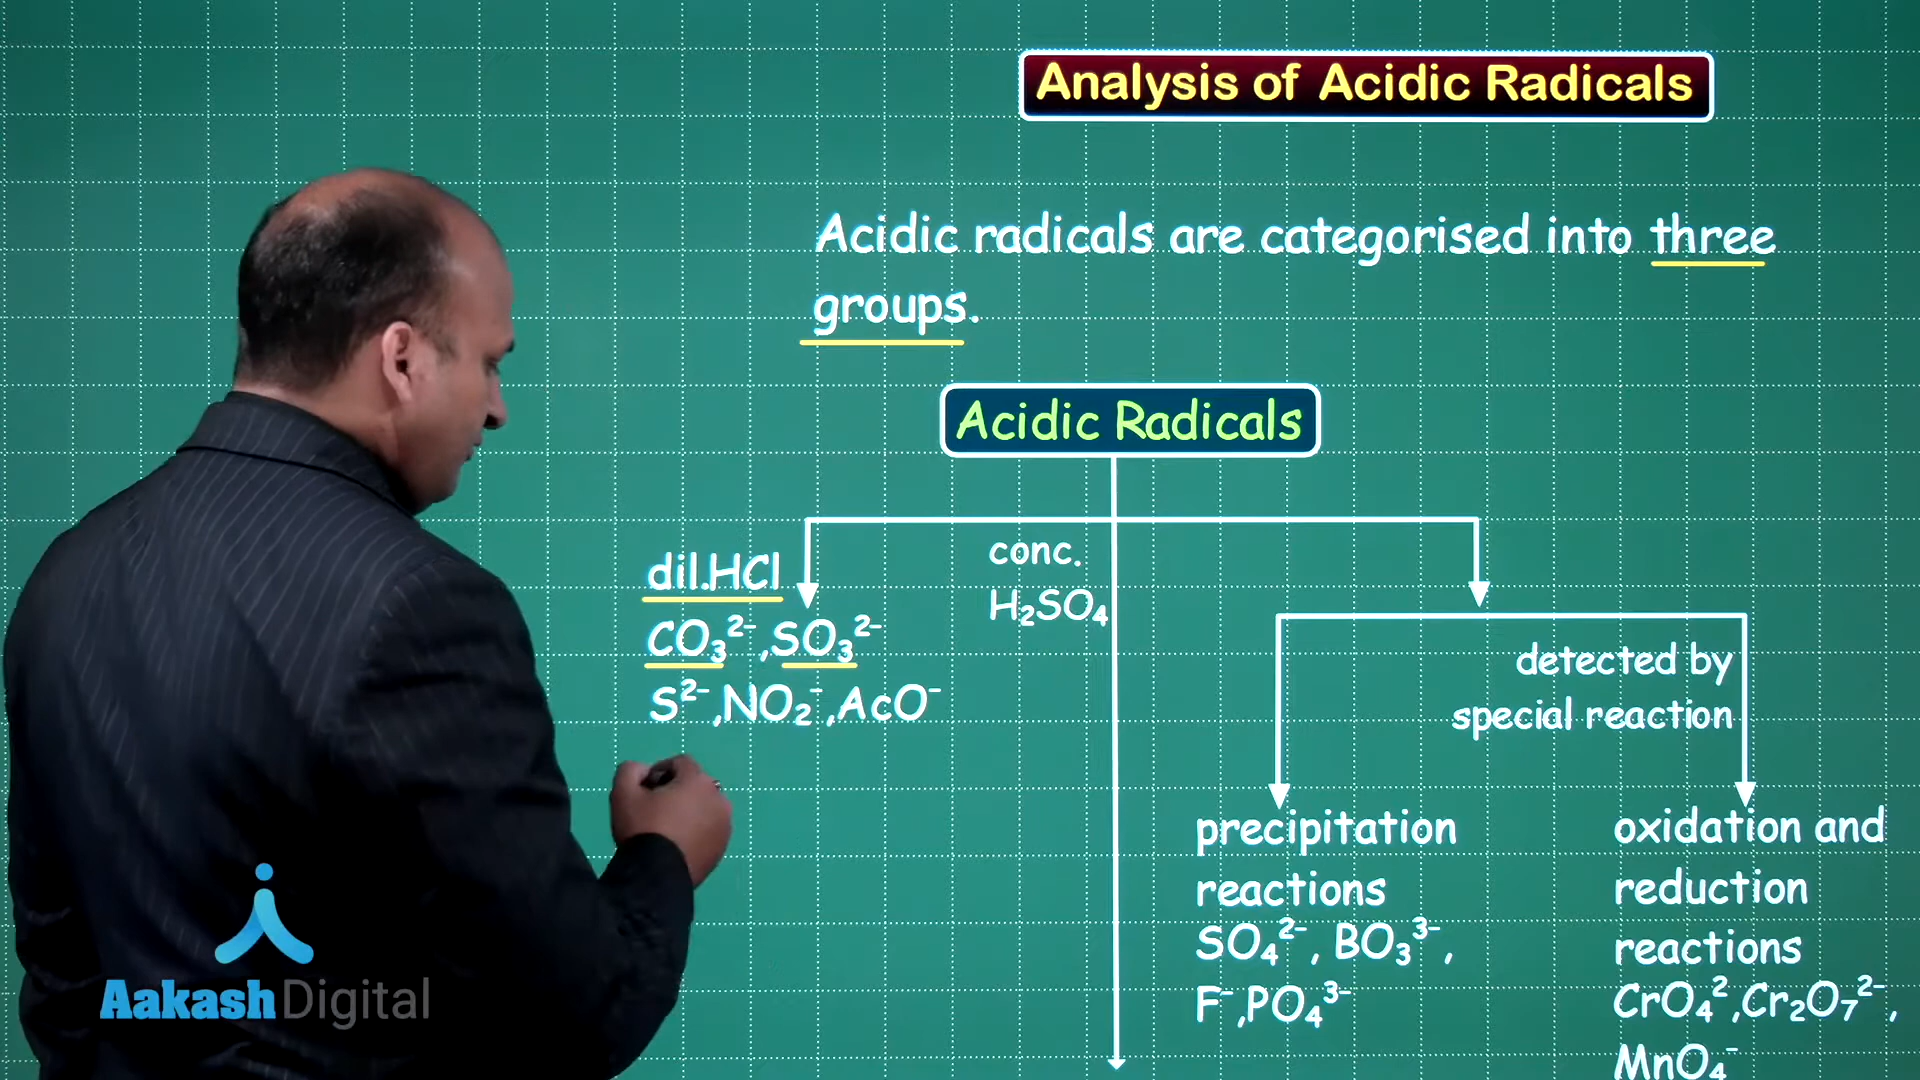 Analysis of Acidic Radicals
Acidic radicals are categorised into three
groups.
Acidic Radicals
dil.HCl
CO₃²⁻,SO₃²⁻
S²⁻,NO₂⁻,AcO⁻
conc.
H₂SO₄
detected by
special reaction
precipitation
reactions
SO₄²⁻, BO₃³⁻,
F⁻,PO₄³⁻
oxidation and
reduction
reactions
CrO₄²,Cr₂O₇²⁻,
MnO₄⁻
Aakash Digital